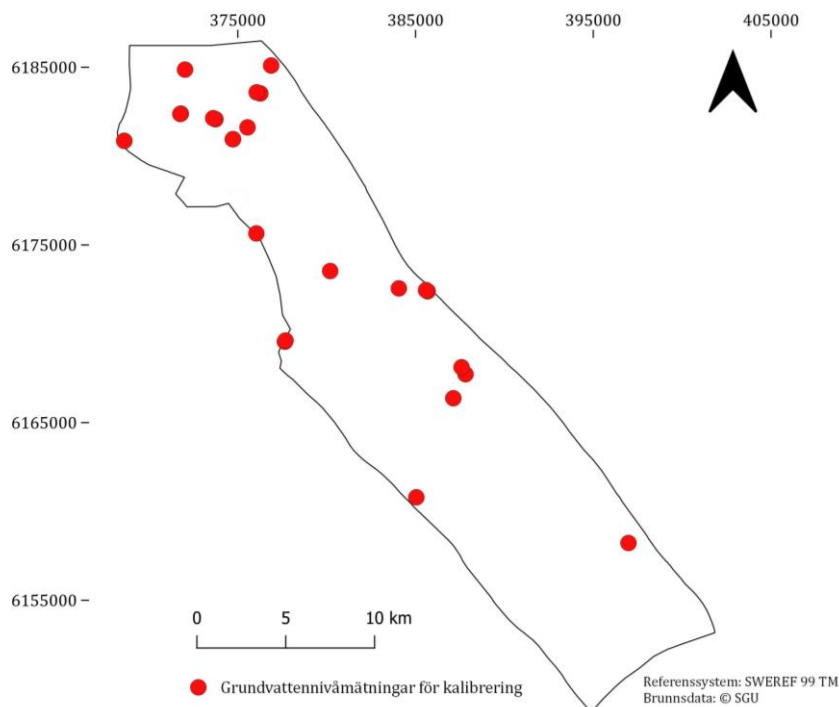 375000 385000 395000 405000
6185000
6175000
6165000
6155000
0 5 10 km
Grundvattennivåmätningar för kalibrering
Referenssystem: SWEREF 99 TM
Brunnsdata: © SGU